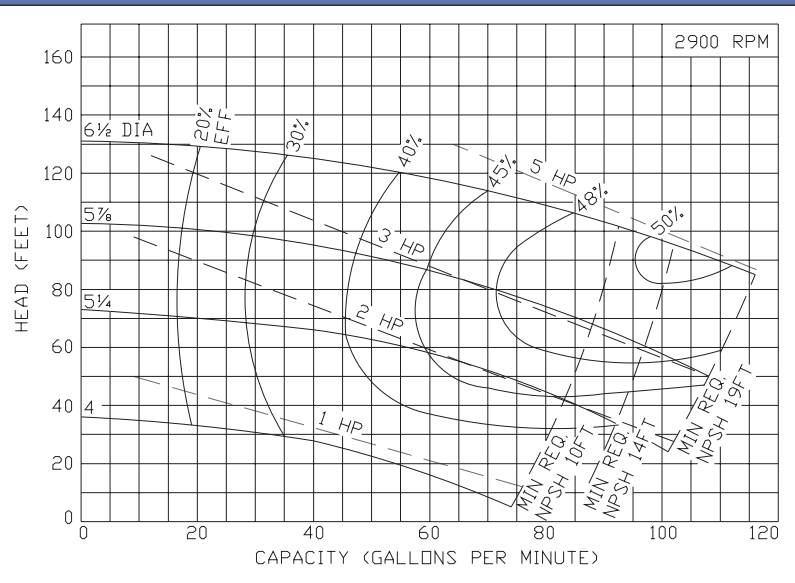 2900 RPM
160
140
120
100
80
60
40
20
0
HEAD (FEET)
6½ DIA
5⅞
5¼
4
20% EFF
30%
40%
45%
48%
50%
5 HP
3 HP
2 HP
1 HP
MIN REQ.
NPSH 10FT
MIN REQ.
NPSH 14FT
MIN REQ.
NPSH 19FT
0 20 40 60 80 100 120
CAPACITY (GALLONS PER MINUTE)